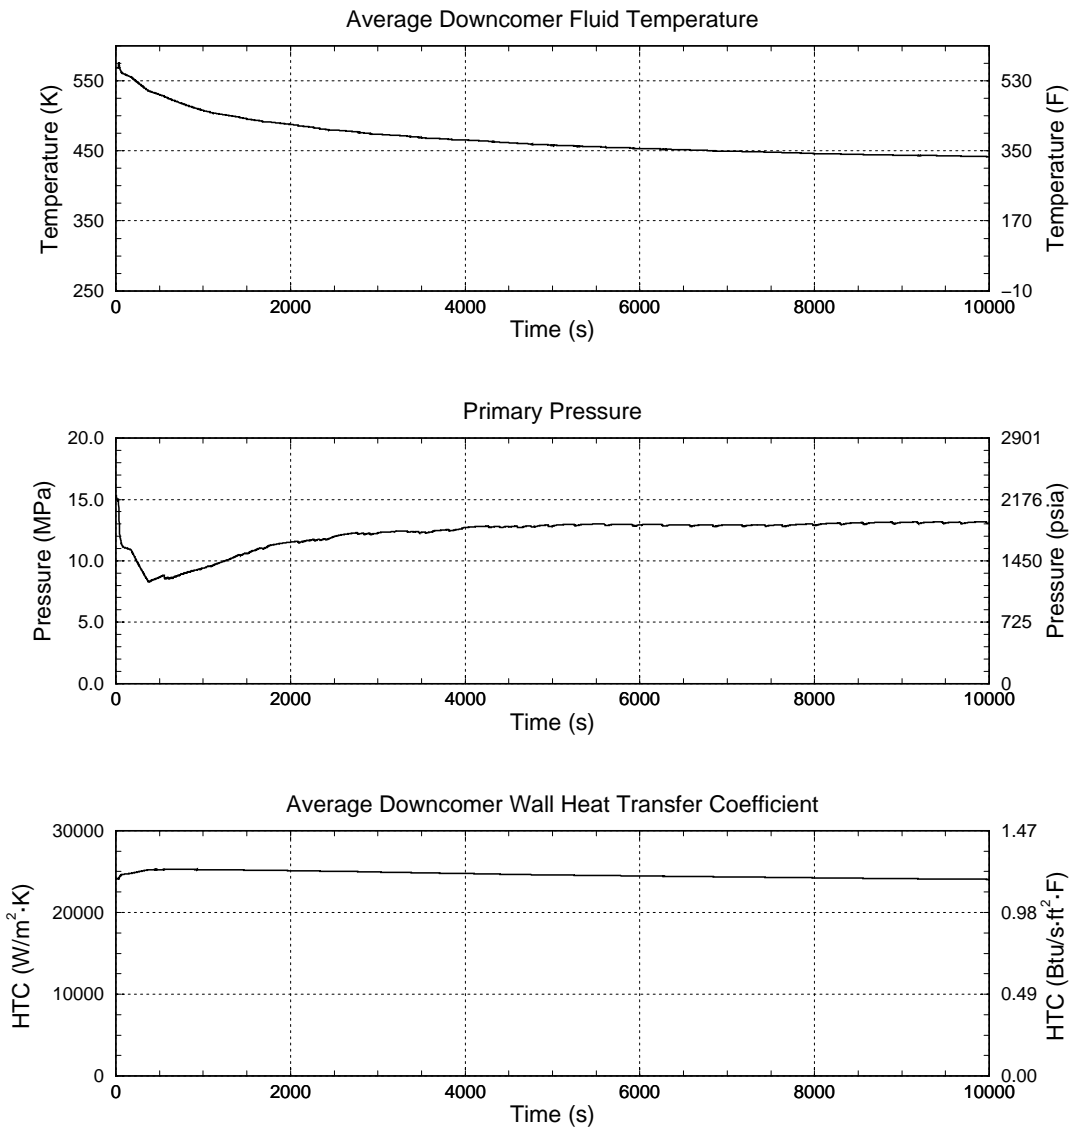 Average Downcomer Fluid Temperature
Temperature (K)
550
450
350
250
Temperature (F)
530
350
170
−10
0 2000 4000 6000 8000 10000
Time (s)
Primary Pressure
Pressure (MPa)
20.0
15.0
10.0
5.0
0.0
Pressure (psia)
2901
2176
1450
725
0
0 2000 4000 6000 8000 10000
Time (s)
Average Downcomer Wall Heat Transfer Coefficient
HTC (W/m²·K)
30000
20000
10000
0
HTC (Btu/s·ft²·F)
1.47
0.98
0.49
0.00
0 2000 4000 6000 8000 10000
Time (s)